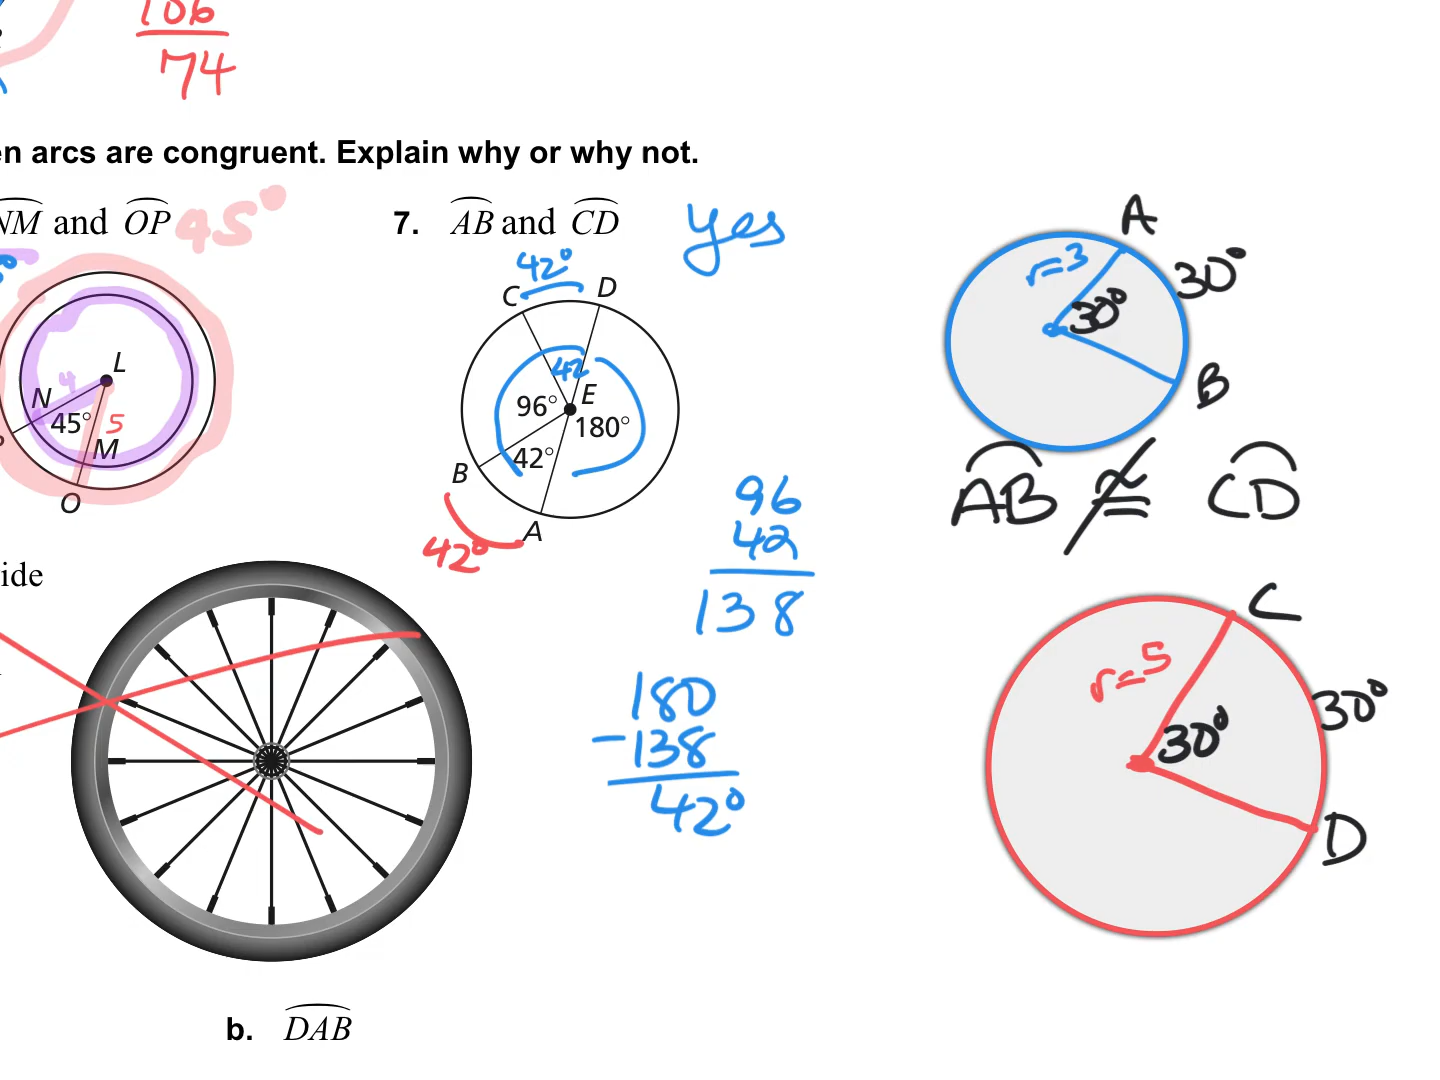 106
74
en arcs are congruent. Explain why or why not.
NM and OP 45°
7. AB and CD yes
42°
C D
96° 42 E
180°
B 42°
A
42°
L
N 4
45° 5
M
O
96
42
138
180
-138
42°
A
r=3
30°
30°
B
AB ≇ CD
C
r=5
30°
30°
D
ide
b. DAB